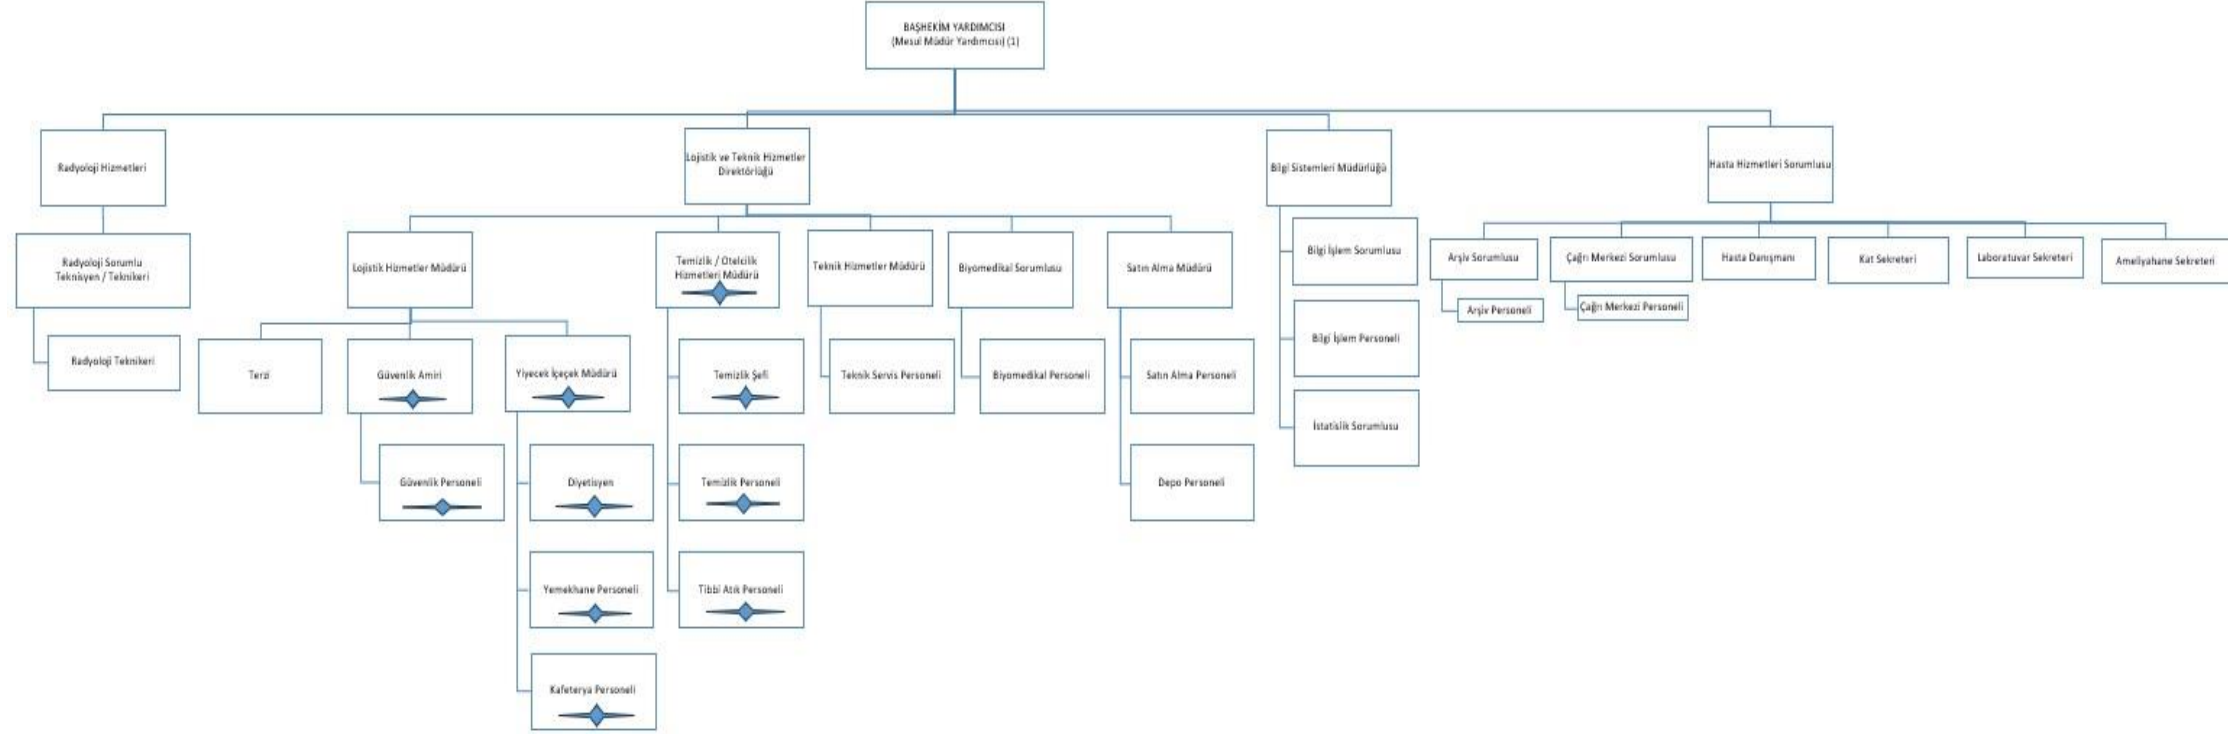 BAŞHEKİM YARDIMCISI
(Mesul Müdür Yardımcısı) (1)
Radyoloji Hizmetleri
Lojistik ve Teknik Hizmetler
Direktörlüğü
Bilgi Sistemleri Müdürlüğü
Hasta Hizmetleri Sorumlusu
Radyoloji Sorumlu
Teknisyen / Teknikeri
Radyoloji Teknikeri
Lojistik Hizmetler Müdürü
Temizlik / Otelcilik
Hizmetleri Müdürü
Teknik Hizmetler Müdürü
Biyomedikal Sorumlusu
Satın Alma Müdürü
Terzi
Güvenlik Amiri
Yiyecek İçeçek Müdürü
Temizlik Şefi
Teknik Servis Personeli
Biyomedikal Personeli
Satın Alma Personeli
Güvenlik Personeli
Diyetisyen
Temizlik Personeli
Depo Personeli
Yemekhane Personeli
Tıbbi Atık Personeli
Kafeterya Personeli
Bilgi İşlem Sorumlusu
Bilgi İşlem Personeli
İstatislik Sorumlusu
Arşiv Sorumlusu
Çağrı Merkezi Sorumlusu
Hasta Danışmanı
Kat Sekreteri
Laboratuvar Sekreteri
Ameliyahane Sekreteri
Arşiv Personeli
Çağrı Merkezi Personeli